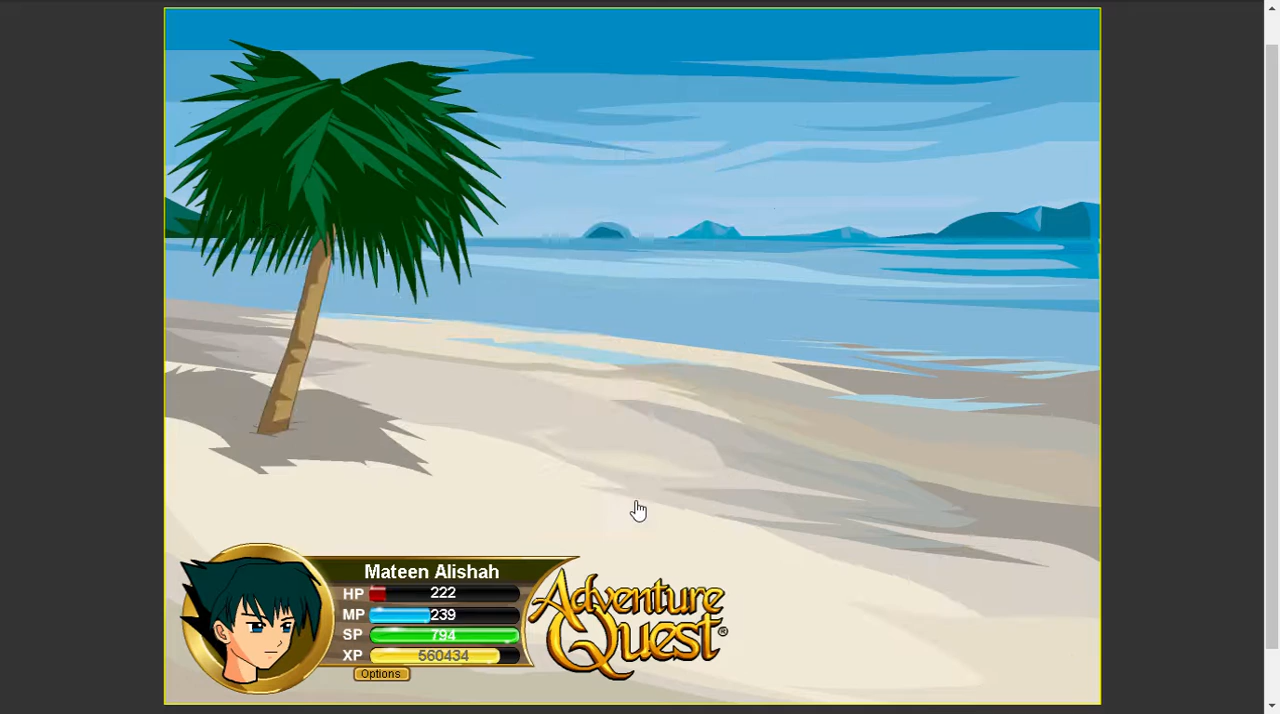 Mateen Alishah
HP 222
MP 239
SP 794
XP 560434
Options
Adventure
Quest®